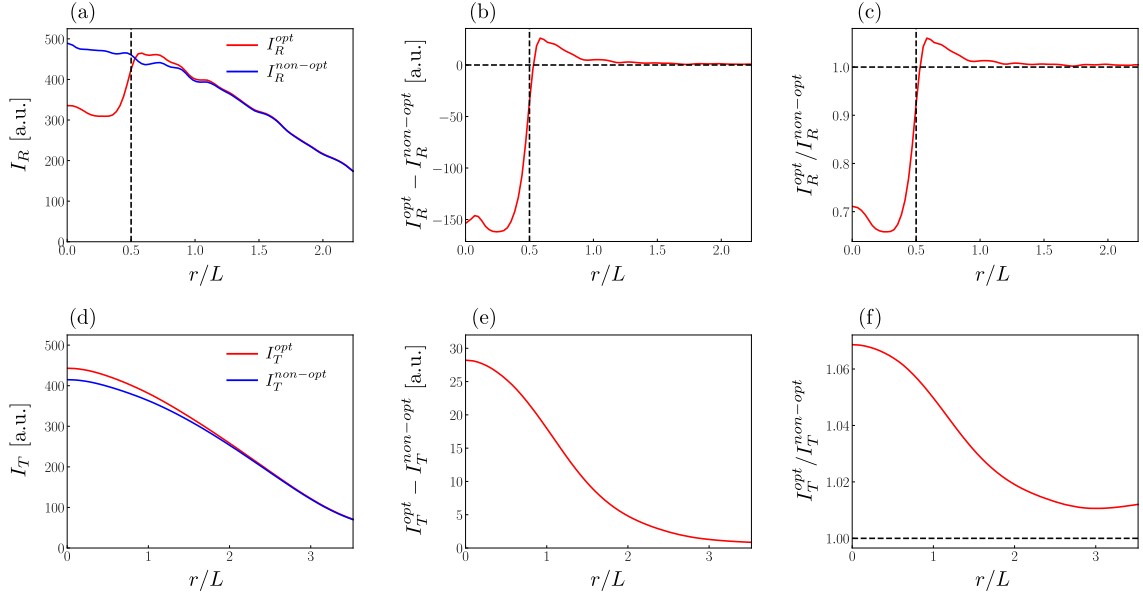 (a)
I_R [a.u.]
500
400
300
200
100
0
I_R^{opt}
I_R^{non-opt}
0.0 0.5 1.0 1.5 2.0
r/L
(b)
I_R^{opt} − I_R^{non-opt} [a.u.]
0
−50
−100
−150
0.0 0.5 1.0 1.5 2.0
r/L
(c)
I_R^{opt}/I_R^{non-opt}
1.0
0.9
0.8
0.7
0.0 0.5 1.0 1.5 2.0
r/L
(d)
I_T [a.u.]
500
400
300
200
100
0
I_T^{opt}
I_T^{non-opt}
0 1 2 3
r/L
(e)
I_T^{opt} − I_T^{non-opt} [a.u.]
30
25
20
15
10
5
0
0 1 2 3
r/L
(f)
I_T^{opt}/I_T^{non-opt}
1.06
1.04
1.02
1.00
0 1 2 3
r/L